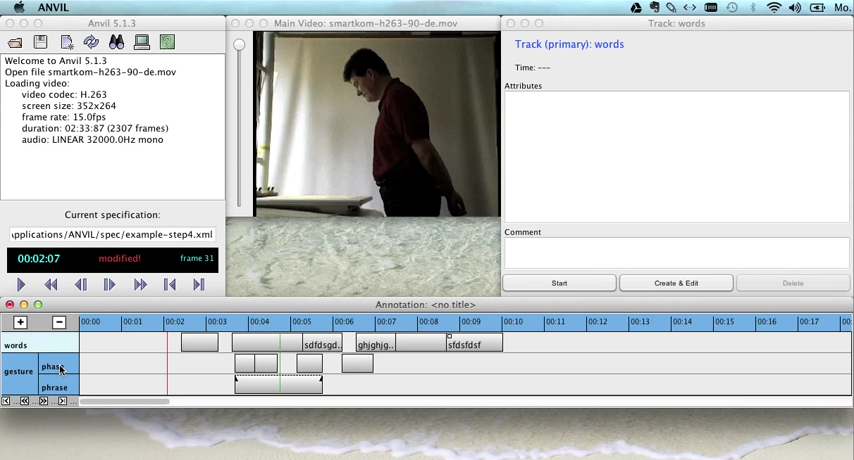 ANVIL
Mo.
Anvil 5.1.3
Main Video: smartkom-h263-90-de.mov
Track: words
Welcome to Anvil 5.1.3
Open file smartkom-h263-90-de.mov
Loading video:
video codec: H.263
screen size: 352x264
frame rate: 15.0fps
duration: 02:33:87 (2307 frames)
audio: LINEAR 32000.0Hz mono
Current specification:
\pplications/ANVIL/spec/example-step4.xml
00:02:07 modified! frame 31
Track (primary): words
Time: ---
Attributes
Comment
Start Create & Edit Delete
Annotation: <no title>
00:00 00:01 00:02 00:03 00:04 00:05 00:06 00:07 00:08 00:09 00:10 00:11 00:12 00:13 00:14 00:15 00:16 00:17 00:
words sdfdsgd.. ghjghjg.. sfdsfdsf
gesture phase
phrase